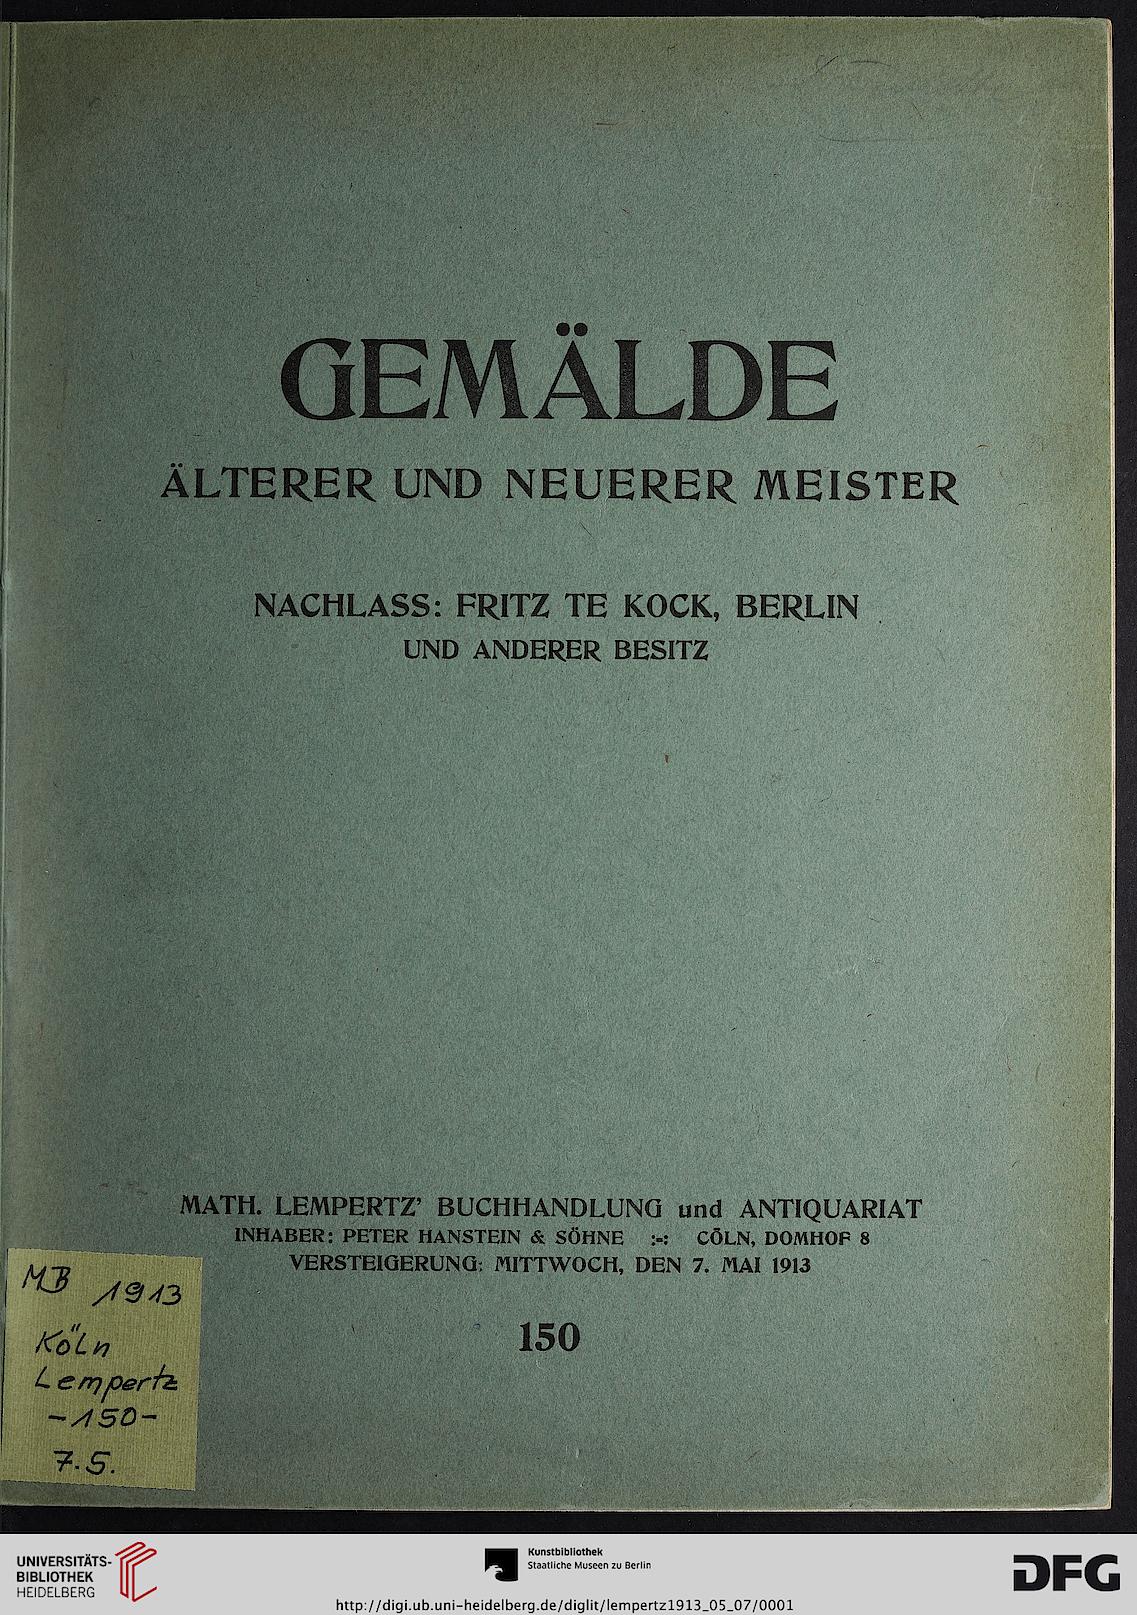 GEMÄLDE
ÄLTERER UND NEUERER MEISTER
NACHLASS: FRITZ TE KOCK, BERLIN
UND ANDERER BESITZ
MATH. LEMPERTZ’ BUCHHANDLUNG und ANTIQUARIAT
INHABER: PETER HANSTEIN & SÖHNE :-: CÖLN, DOMHOF 8
VERSTEIGERUNG: MITTWOCH, DEN 7. MAI 1913
150
MB 1913
Köln
Lempertz
-150-
7.5.
UNIVERSITÄTS-
BIBLIOTHEK
HEIDELBERG
Kunstbibliothek
Staatliche Museen zu Berlin
DFG
http://digi.ub.uni-heidelberg.de/diglit/lempertz1913_05_07/0001